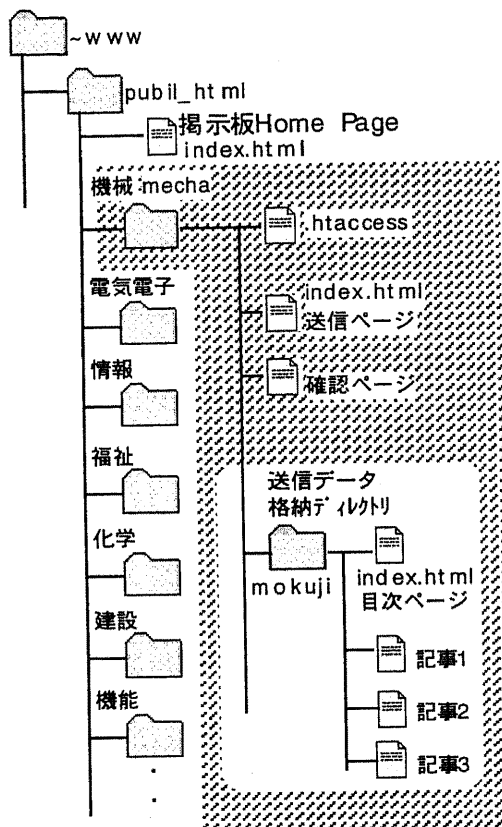 ~www
pubil_html
掲示板Home Page
index.html
機械 mecha
.htaccess
電気電子
index.html
送信ページ
情報
確認ページ
福祉
送信データ
格納ディレクトリ
化学
mokuji
index.html
目次ページ
建設
記事1
機能
記事2
記事3